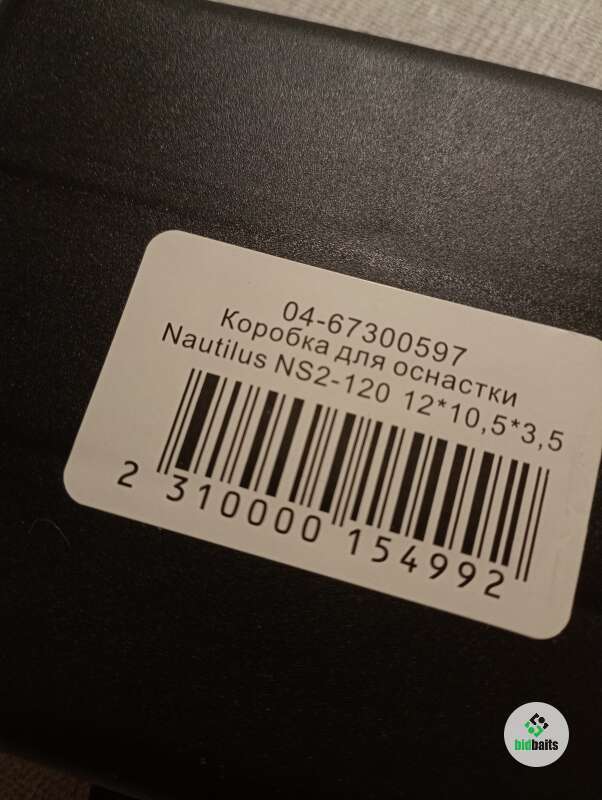 04-67300597
Коробка для оснастки
Nautilus NS2-120 12*10,5*3,5
2 310000 154992
bidbaits